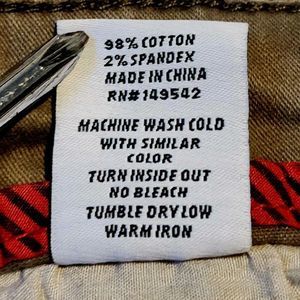 98% COTTON
2% SPANDEX
MADE IN CHINA
RN#149542
MACHINE WASH COLD
WITH SIMILAR
COLOR
TURN INSIDE OUT
NO BLEACH
TUMBLE DRY LOW
WARM IRON